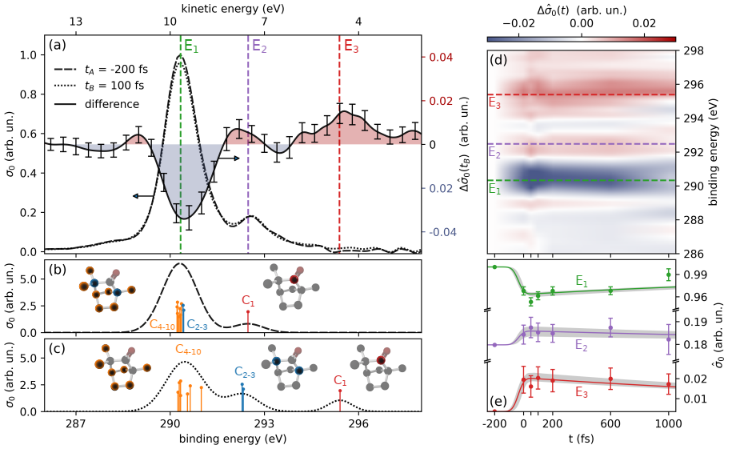 kinetic energy (eV)
13 10 7 4
(a)
E1 E2 E3
tA = -200 fs
tB = 100 fs
difference
σ0 (arb. un.)
1.0
0.8
0.6
0.4
0.2
0.0
0.04
0.02
0
-0.02
-0.04
Δσ̂0(tB) (arb. un.)
(b)
σ0 (arb. un.)
5.0
2.5
0.0
C4-10 C2-3 C1
(c)
σ0 (arb. un.)
5.0
2.5
0.0
C4-10
C2-3 C1
287 290 293 296
binding energy (eV)
Δσ̂0(t) (arb. un.)
−0.02 0.00 0.02
(d)
E3
E2
E1
298
296
294
292
290
288
286
binding energy (eV)
E1
0.99
0.96
E2
0.19
0.18
E3
0.02
0.01
σ̂0 (arb. un.)
(e)
-200 0 100 200 400 600 800 1000
t (fs)